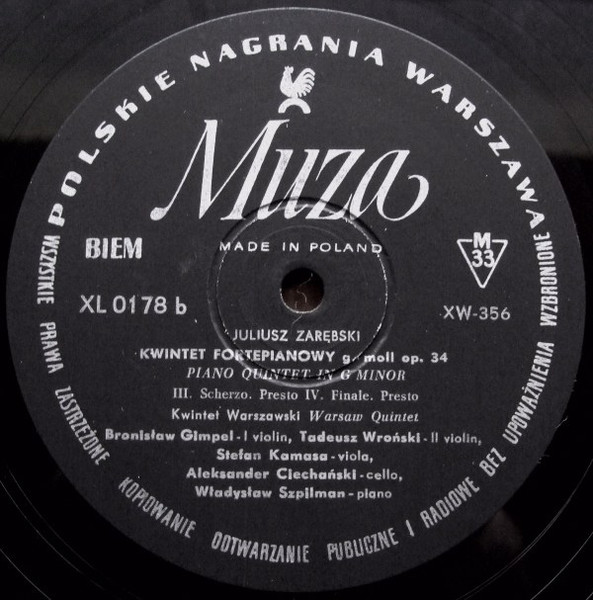 POLSKIE NAGRANIA WARSZAWA
Muza
BIEM
MADE IN POLAND
M
33
XL 0178 b
XW-356
JULIUSZ ZARĘBSKI
KWINTET FORTEPIANOWY g-moll op. 34
PIANO QUINTET IN G MINOR
III. Scherzo. Presto IV. Finale. Presto
Kwintet Warszawski Warsaw Quintet
Bronisław Gimpel - I violin, Tadeusz Wroński - II violin,
Stefan Kamasa - viola,
Aleksander Ciechański - cello,
Władysław Szpilman - piano
WSZYSTKIE PRAWA ZASTRZEŻONE KOPIOWANIE ODTWARZANIE PUBLICZNE I RADIOWE BEZ UPOWAŻNIENIA WZBRONIONE